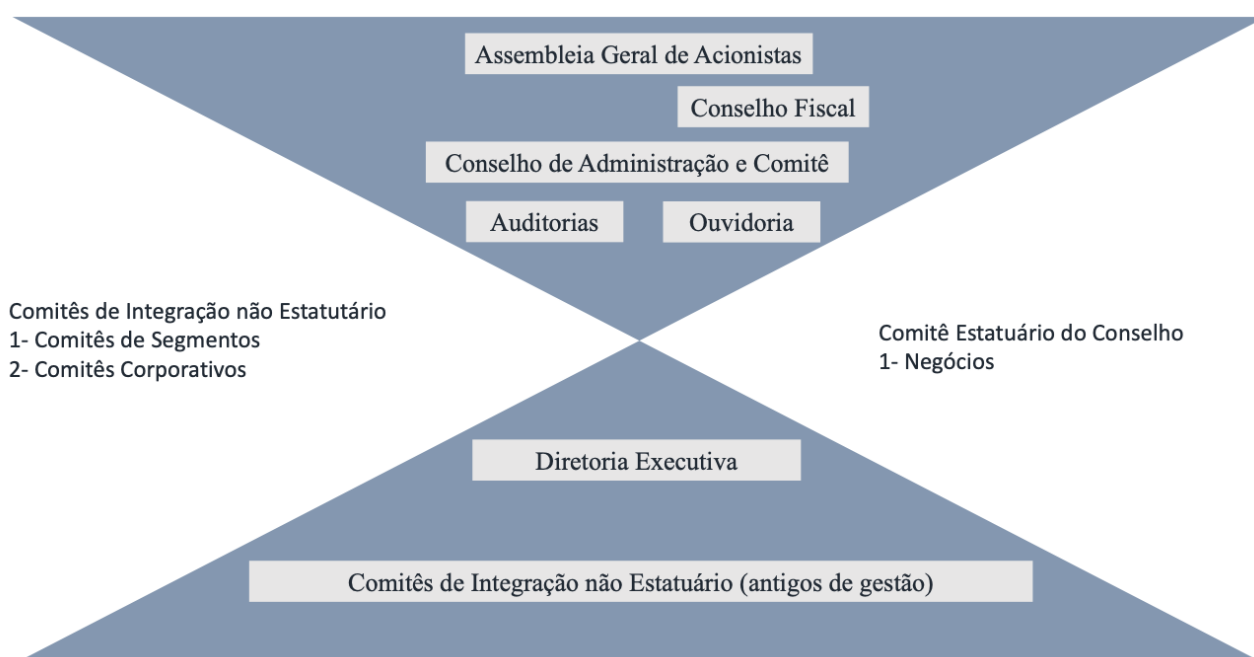 Assembleia Geral de Acionistas
Conselho Fiscal
Conselho de Administração e Comitê
Auditorias
Ouvidoria
Comitês de Integração não Estatutário
1- Comitês de Segmentos
2- Comitês Corporativos
Comitê Estatuário do Conselho
1- Negócios
Diretoria Executiva
Comitês de Integração não Estatuário (antigos de gestão)